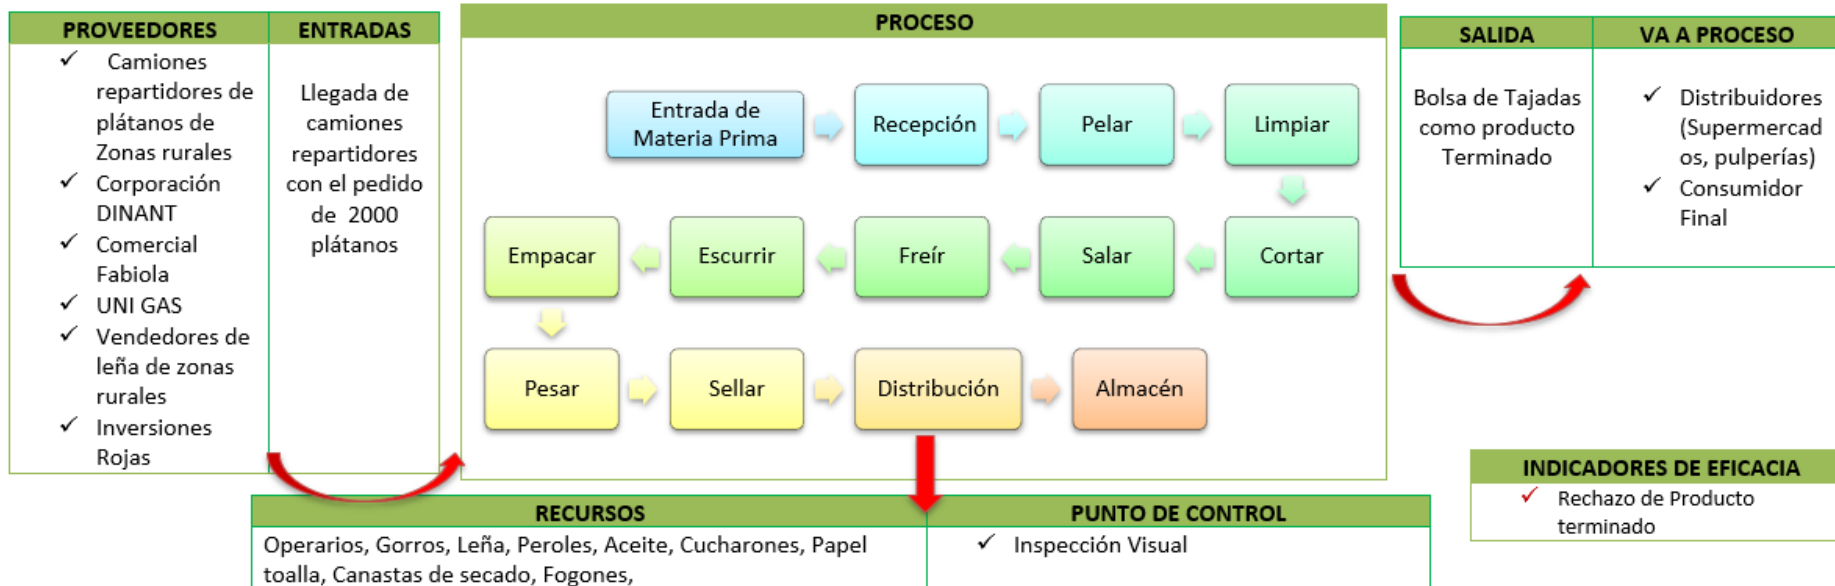 PROVEEDORES
✓ Camiones
repartidores de
plátanos de
Zonas rurales
✓ Corporación
DINANT
✓ Comercial
Fabiola
✓ UNI GAS
✓ Vendedores de
leña de zonas
rurales
✓ Inversiones
Rojas
ENTRADAS
Llegada de
camiones
repartidores
con el pedido
de 2000
plátanos
PROCESO
Entrada de
Materia Prima
Recepción
Pelar
Limpiar
Cortar
Salar
Freír
Escurrir
Empacar
Pesar
Sellar
Distribución
Almacén
SALIDA
Bolsa de Tajadas
como producto
Terminado
VA A PROCESO
✓ Distribuidores
(Supermercad
os, pulperías)
✓ Consumidor
Final
RECURSOS
Operarios, Gorros, Leña, Peroles, Aceite, Cucharones, Papel
toalla, Canastas de secado, Fogones,
PUNTO DE CONTROL
✓ Inspección Visual
INDICADORES DE EFICACIA
✓ Rechazo de Producto
terminado